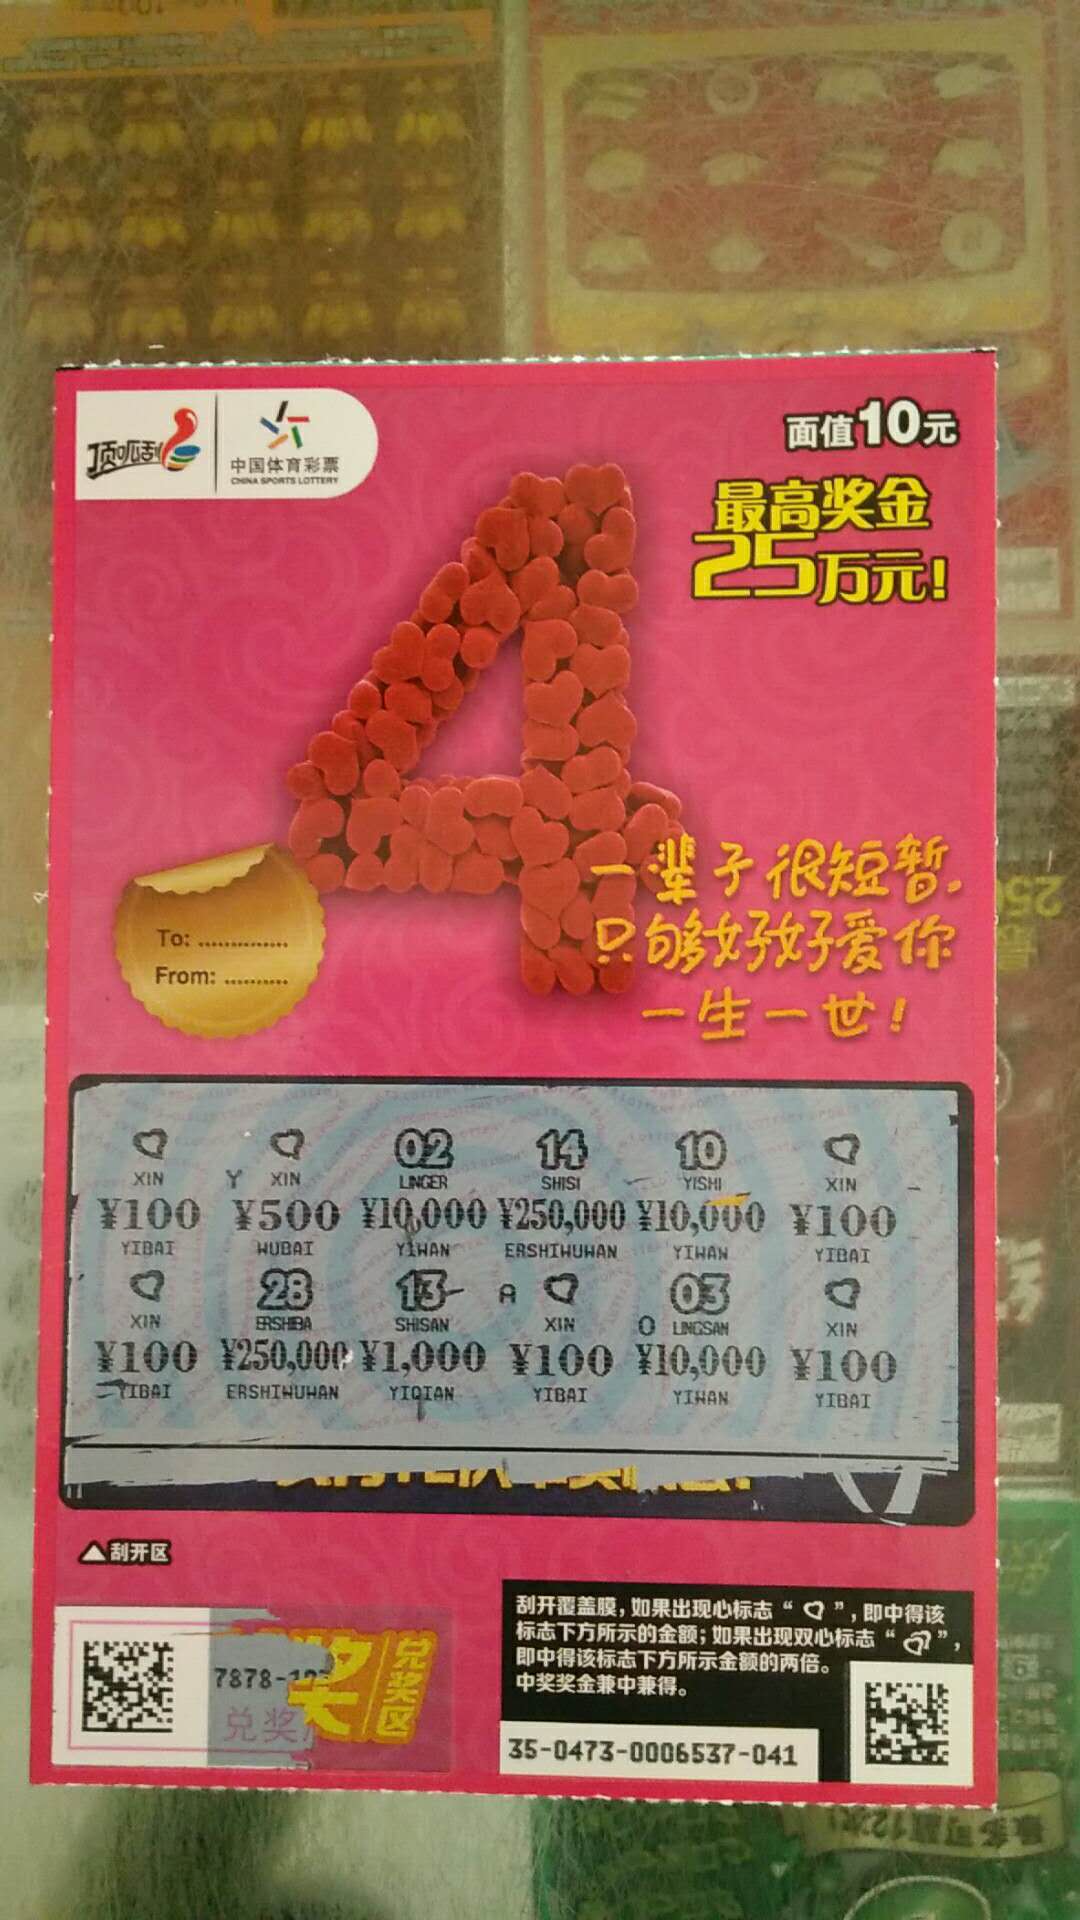 顶呱刮
中国体育彩票
CHINA SPORTS LOTTERY
面值10元
最高奖金
25万元!
To: ..............
From: ..........
一辈子很短暂,
只够好好爱你
一生一世!
02 14 10
XIN Y XIN LINGER SHISI YISHI XIN
¥100 ¥500 ¥10,000 ¥250,000 ¥10,000 ¥100
YIBAI WUBAI YIWAN ERSHIWUWAN YIWAN YIBAI
28 13 A 03
XIN ERSHIBA SHISAN XIN O LINGSAN XIN
¥100 ¥250,000 ¥1,000 ¥100 ¥10,000 ¥100
YIBAI ERSHIWUWAN YIQIAN YIBAI YIWAN YIBAI
▲刮开区
7878-1
兑奖
奖
兑奖区
刮开覆盖膜,如果出现心标志“ ”,即中得该
标志下方所示的金额;如果出现双心标志“ ”,
即中得该标志下方所示金额的两倍。
中奖奖金兼中兼得。
35-0473-0006537-041